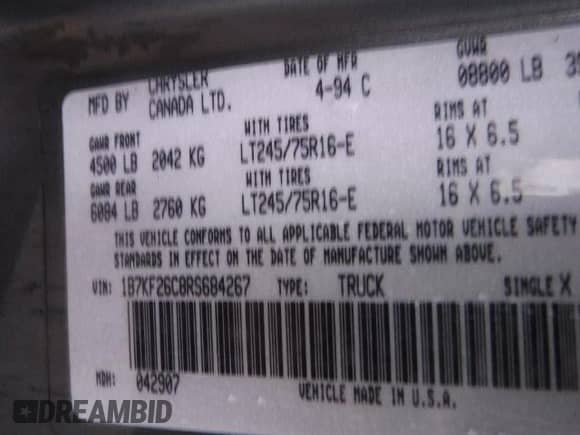 MFD BY CHRYSLER CANADA LTD.
DATE OF MFR 4-94 C
GVWR 08800 LB
GAWR FRONT 4500 LB 2042 KG
WITH TIRES LT245/75R16-E
RIMS AT 16 X 6.5
GAWR REAR 6084 LB 2760 KG
WITH TIRES LT245/75R16-E
RIMS AT 16 X 6.5
THIS VEHICLE CONFORMS TO ALL APPLICABLE FEDERAL MOTOR VEHICLE SAFETY
STANDARDS IN EFFECT ON THE DATE OF MANUFACTURE SHOWN ABOVE.
VIN: 1B7KF26C8RS684267 TYPE: TRUCK SINGLE X
MDH: 042907
VEHICLE MADE IN U.S.A.
DREAMBID